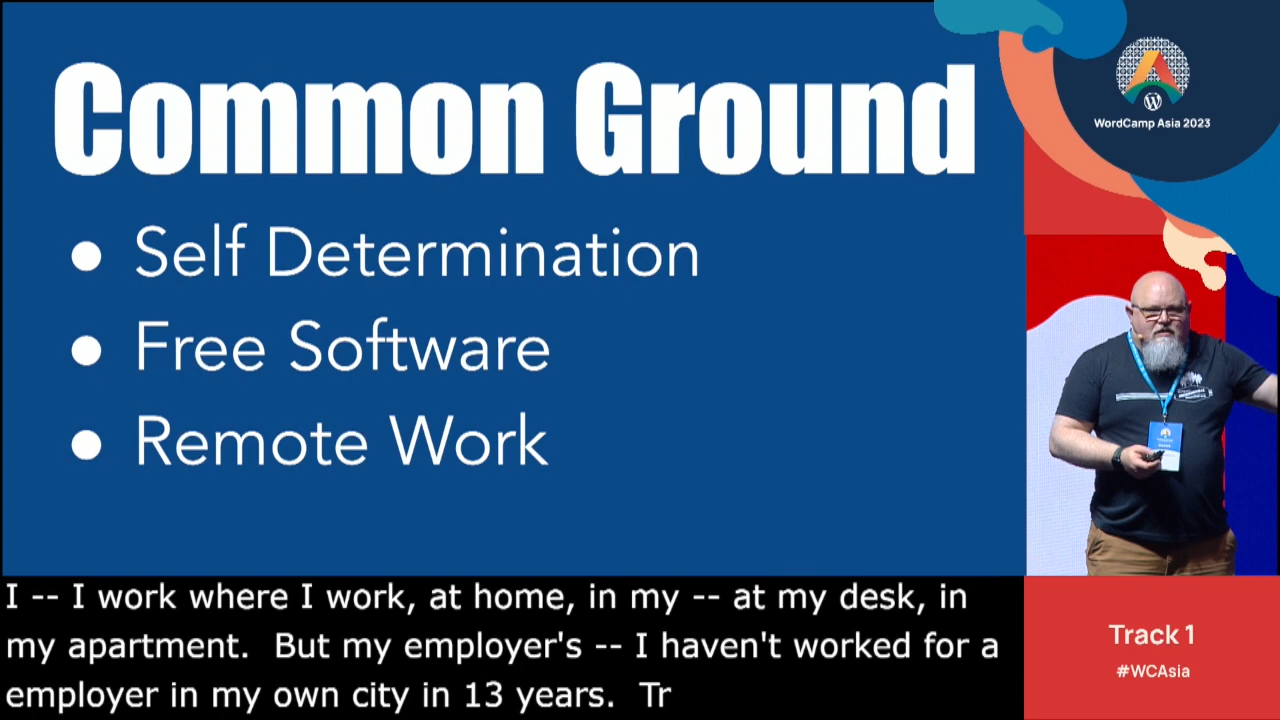 Common Ground
● Self Determination
● Free Software
● Remote Work
WordCamp Asia 2023
I -- I work where I work, at home, in my -- at my desk, in
my apartment.  But my employer's -- I haven't worked for a
employer in my own city in 13 years.  Tr
Track 1
#WCAsia